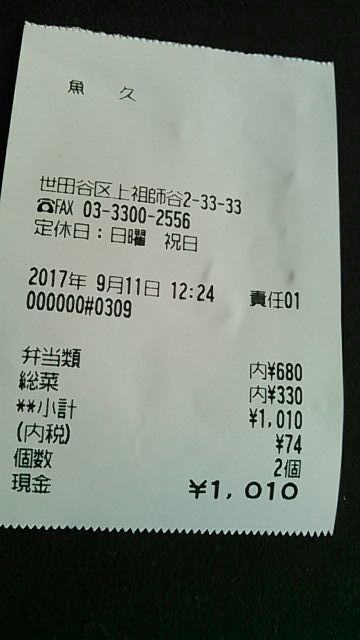 魚 久
世田谷区上祖師谷2-33-33
☎FAX 03-3300-2556
定休日：日曜 祝日
2017年 9月11日 12:24 責任01
000000#0309
弁当類 内¥680
総菜 内¥330
**小計 ¥1,010
(内税) ¥74
個数 2個
現金 ¥1,010